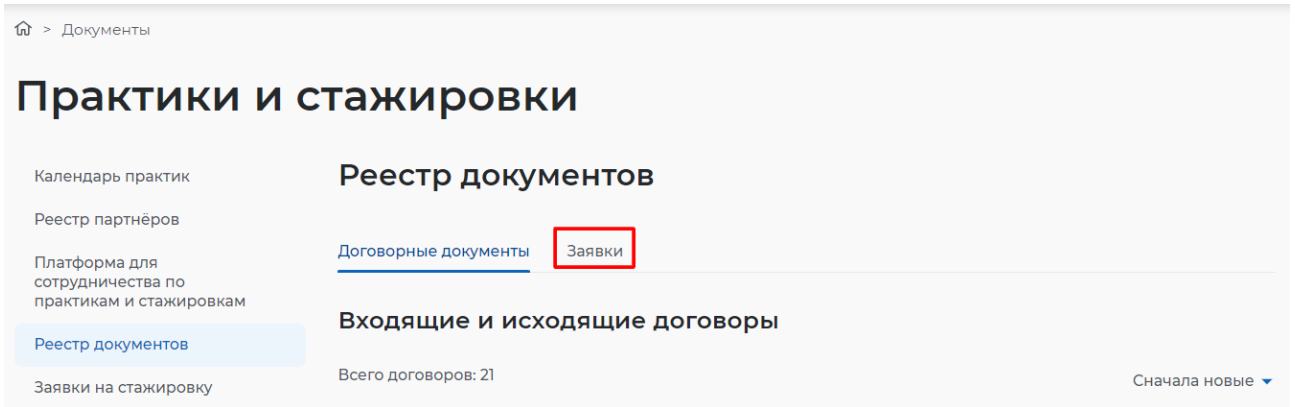 > Документы
Практики и стажировки
Календарь практик
Реестр партнёров
Платформа для
сотрудничества по
практикам и стажировкам
Реестр документов
Заявки на стажировку
Реестр документов
Договорные документы Заявки
Входящие и исходящие договоры
Всего договоров: 21
Сначала новые